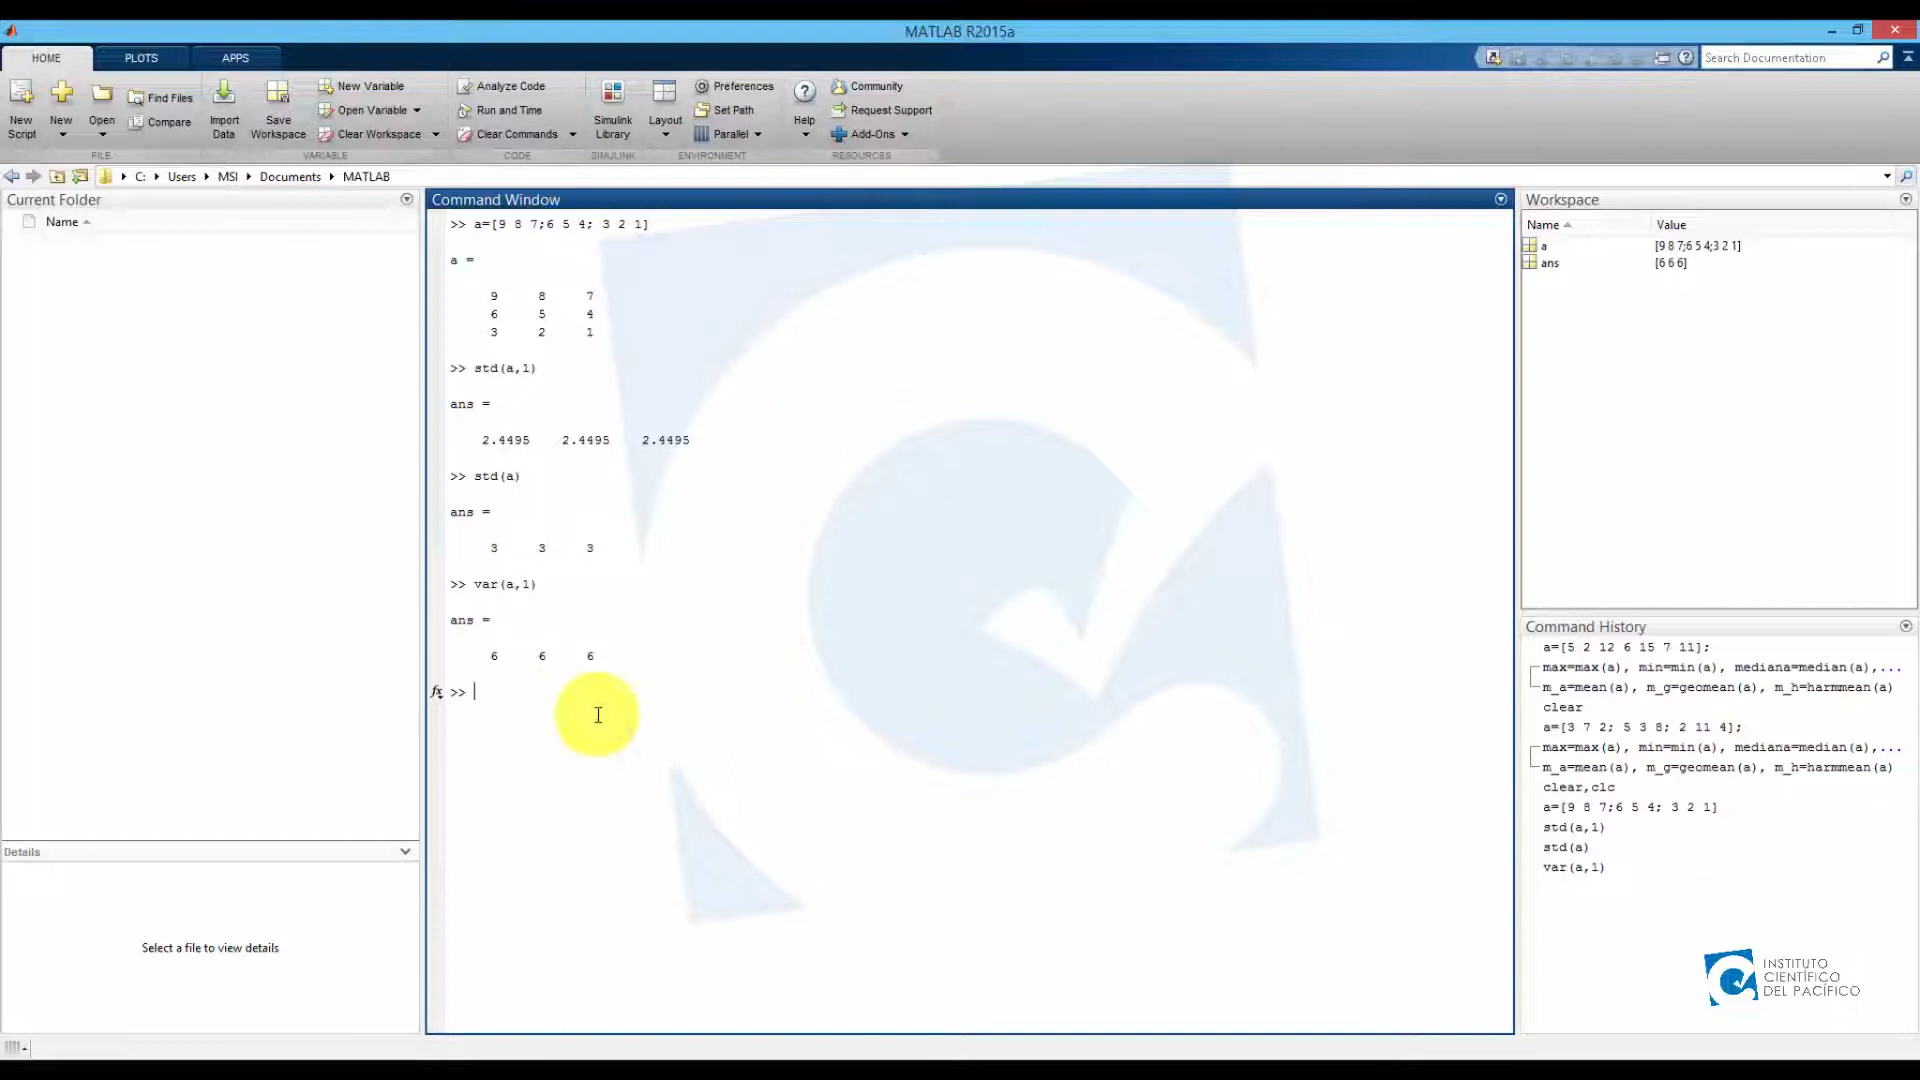 MATLAB R2015a
HOME
PLOTS
APPS
Search Documentation
New Script
New
Open
Find Files
Compare
Import Data
Save Workspace
New Variable
Open Variable
Clear Workspace
Analyze Code
Run and Time
Clear Commands
Simulink Library
Layout
Preferences
Set Path
Parallel
Help
Community
Request Support
Add-Ons
FILE
VARIABLE
CODE
SIMULINK
ENVIRONMENT
RESOURCES
C: Users MSI Documents MATLAB
Current Folder
Name
Details
Select a file to view details
Command Window
>> a=[9 8 7;6 5 4; 3 2 1]
a =
9 8 7
6 5 4
3 2 1
>> std(a,1)
ans =
2.4495 2.4495 2.4495
>> std(a)
ans =
3 3 3
>> var(a,1)
ans =
6 6 6
fx >>
Workspace
Name Value
a [9 8 7;6 5 4;3 2 1]
ans [6 6 6]
Command History
a=[5 2 12 6 15 7 11];
max=max(a), min=min(a), mediana=median(a),...
m_a=mean(a), m_g=geomean(a), m_h=harmmean(a)
clear
a=[3 7 2; 5 3 8; 2 11 4];
max=max(a), min=min(a), mediana=median(a),...
m_a=mean(a), m_g=geomean(a), m_h=harmmean(a)
clear,clc
a=[9 8 7;6 5 4; 3 2 1]
std(a,1)
std(a)
var(a,1)
INSTITUTO
CIENTÍFICO
DEL PACÍFICO